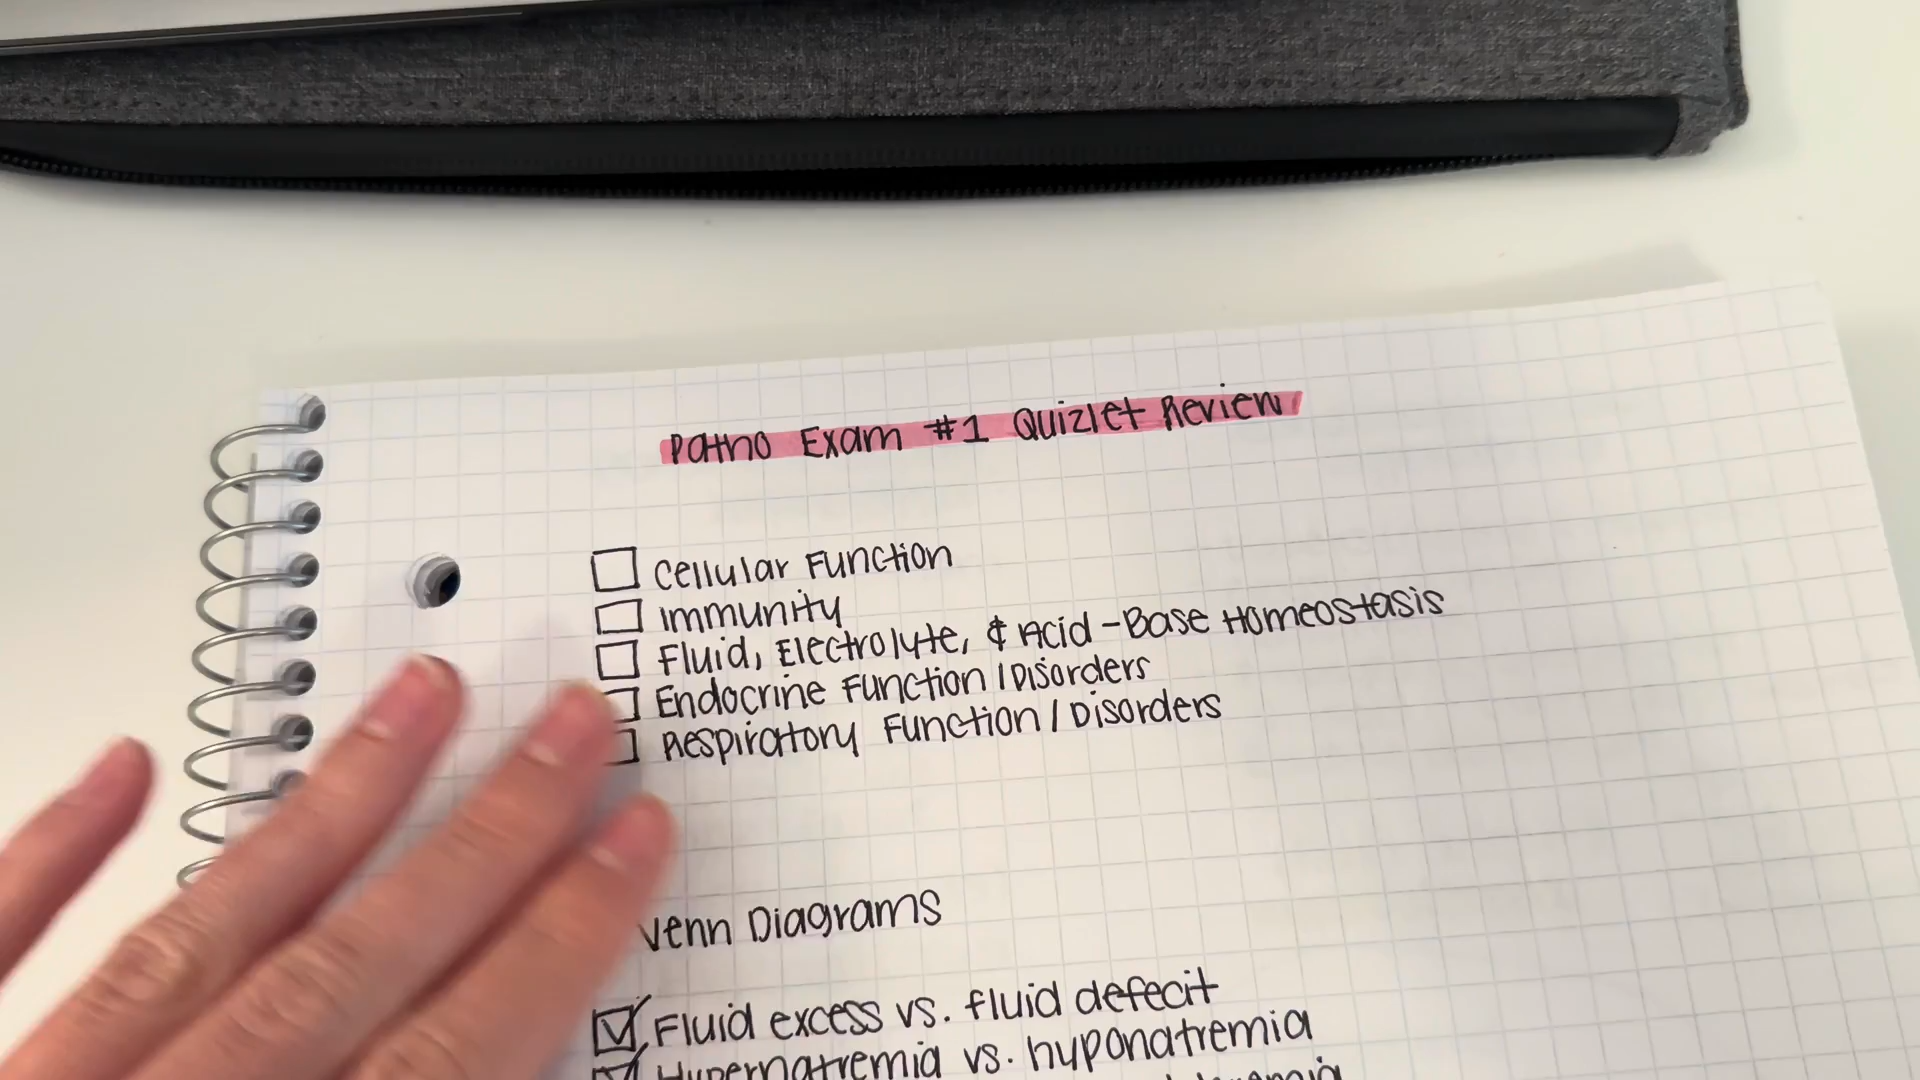 Patho Exam #1 Quizlet Review
Cellular Function
Immunity
Fluid, Electrolyte, & Acid-Base Homeostasis
Endocrine Function/Disorders
Respiratory Function/Disorders
Venn Diagrams
Fluid excess vs. fluid defecit
Hypernatremia vs. hyponatremia